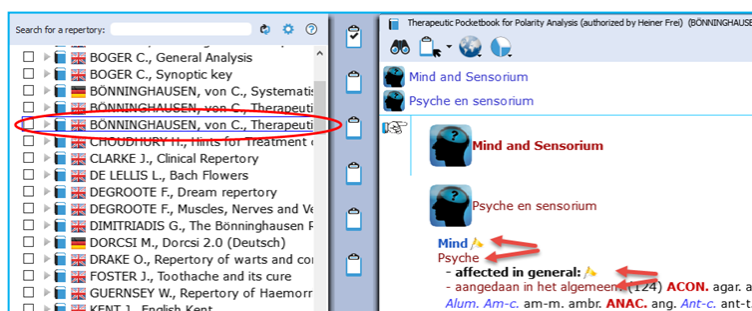 Search for a repertory:
BOGER C., General Analysis
BOGER C., Synoptic key
BÖNNINGHAUSEN, von C., Systematis
BÖNNINGHAUSEN, von C., Therapeuti
BÖNNINGHAUSEN, von C., Therapeuti
CHOUDHURY H., Hints for Treatment
CLARKE J., Clinical Repertory
DE LELLIS L., Bach Flowers
DEGROOTE F., Dream repertory
DEGROOTE F., Muscles, Nerves and Ve
DIMITRIADIS G., The Bönninghausen R
DORCSI M., Dorcsi 2.0 (Deutsch)
DRAKE O., Repertory of warts and co
FOSTER J., Toothache and its cure
GUERNSEY W., Repertory of Haemorr
KENT J., English Kent
Therapeutic Pocketbook for Polarity Analysis (authorized by Heiner Frei) (BÖNNINGHAUSE
Mind and Sensorium
Psyche en sensorium
Mind and Sensorium
Psyche en sensorium
Mind
Psyche
- affected in general:
- aangedaan in het algemeen: (124) ACON. agar. a
Alum. Am-c. am-m. ambr. ANAC. ang. Ant-c. ant-t.